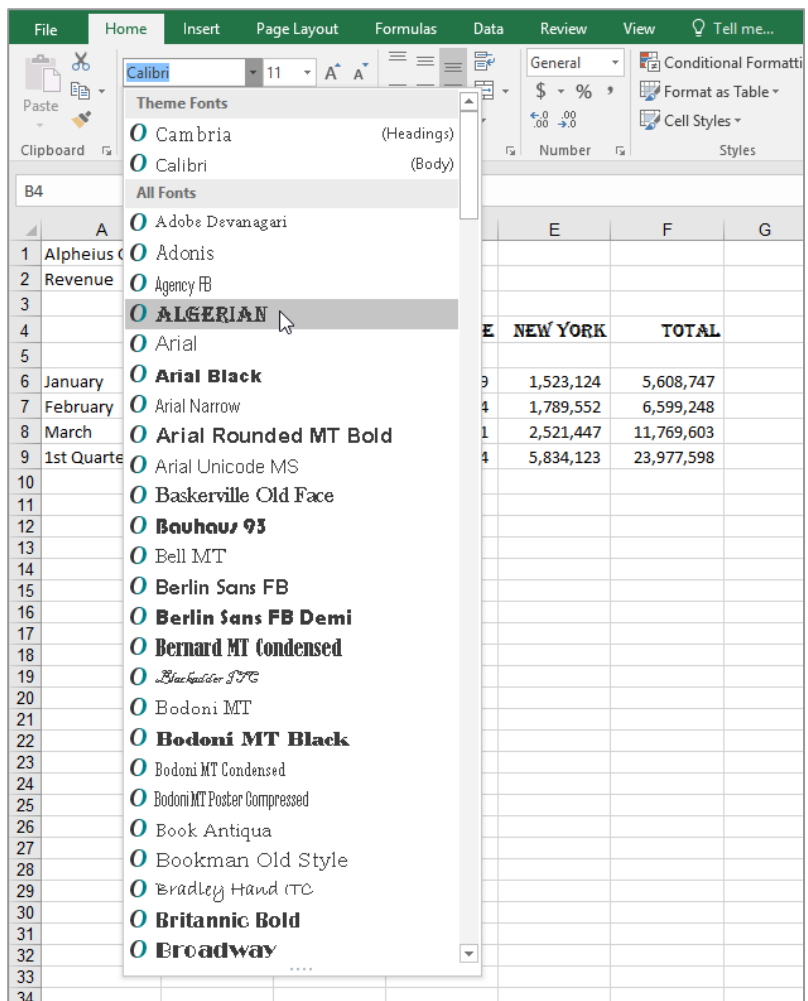 File Home Insert Page Layout Formulas Data Review View Tell me...
Calibri 11 A A General Conditional Formatti
Paste $ % , Format as Table
.00 .00 Cell Styles
Clipboard Number Styles
B4
Theme Fonts
O Cambria (Headings)
O Calibri (Body)
All Fonts
O Adobe Devanagari
O Adonis
O Agency FB
O ALGERIAN
O Arial
O Arial Black
O Arial Narrow
O Arial Rounded MT Bold
O Arial Unicode MS
O Baskerville Old Face
O Bauhaus 93
O Bell MT
O Berlin Sans FB
O Berlin Sans FB Demi
O Bernard MT Condensed
O Blackadder ITC
O Bodoni MT
O Bodoni MT Black
O Bodoni MT Condensed
O Bodoni MT Poster Compressed
O Book Antiqua
O Bookman Old Style
O Bradley Hand ITC
O Britannic Bold
O Broadway
A E F G
1 Alpheius
2 Revenue
3
4 E NEW YORK TOTAL
5
6 January 9 1,523,124 5,608,747
7 February 4 1,789,552 6,599,248
8 March 1 2,521,447 11,769,603
9 1st Quarte 4 5,834,123 23,977,598
10
11
12
13
14
15
16
17
18
19
20
21
22
23
24
25
26
27
28
29
30
31
32
33
34